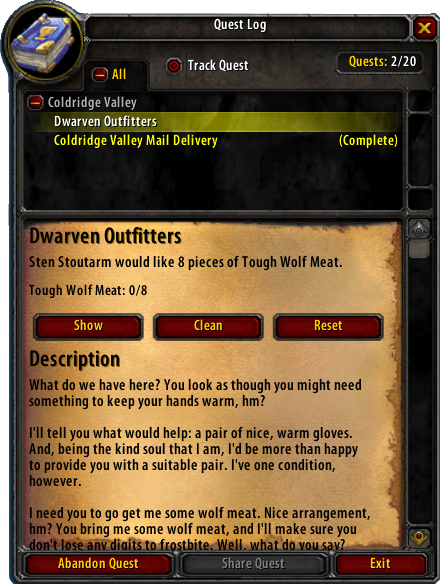 Quest Log
All
Track Quest
Quests: 2/20
Coldridge Valley
Dwarven Outfitters
Coldridge Valley Mail Delivery (Complete)
Dwarven Outfitters
Sten Stoutarm would like 8 pieces of Tough Wolf Meat.
Tough Wolf Meat: 0/8
Show Clean Reset
Description
What do we have here? You look as though you might need
something to keep your hands warm, hm?
I'll tell you what would help: a pair of nice, warm gloves.
And, being the kind soul that I am, I'd be more than happy
to provide you with a suitable pair. I've one condition,
however.
I need you to go get me some wolf meat. Nice arrangement,
hm? You bring me some wolf meat, and I'll make sure you
don't lose any digits to frostbite. Well, what do you say?
Abandon Quest Share Quest Exit